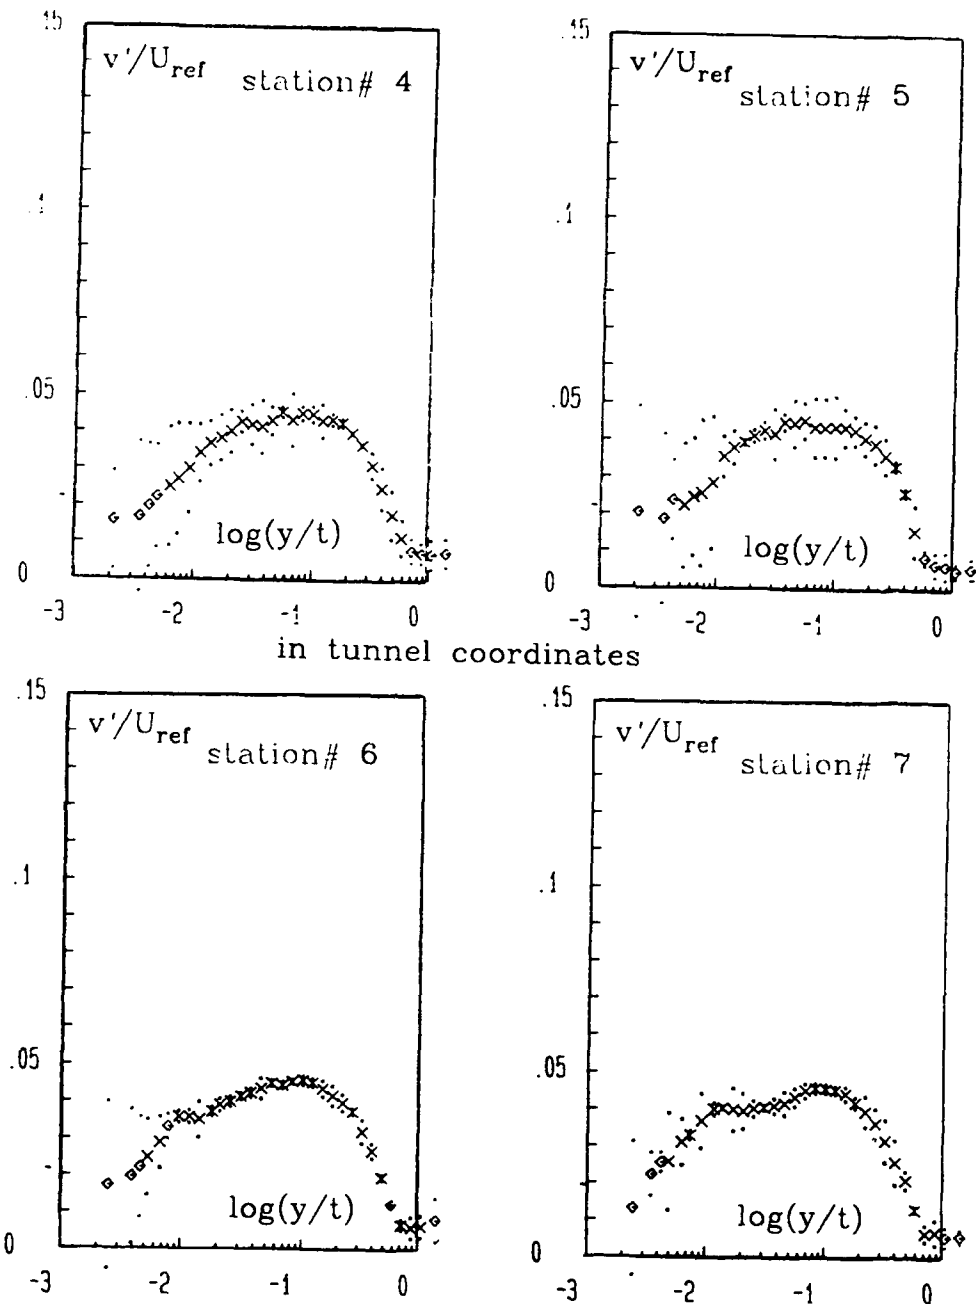 .15
v'/U_ref station# 4
.1
.05
log(y/t)
0
-3 -2 -1 0
.15
v'/U_ref
station# 5
.1
.05
log(y/t)
0
-3 -2 -1 0
in tunnel coordinates
.15
v'/U_ref
station# 6
.1
.05
log(y/t)
0
-3 -2 -1 0
.15
v'/U_ref
station# 7
.1
.05
log(y/t)
0
-3 -2 -1 0